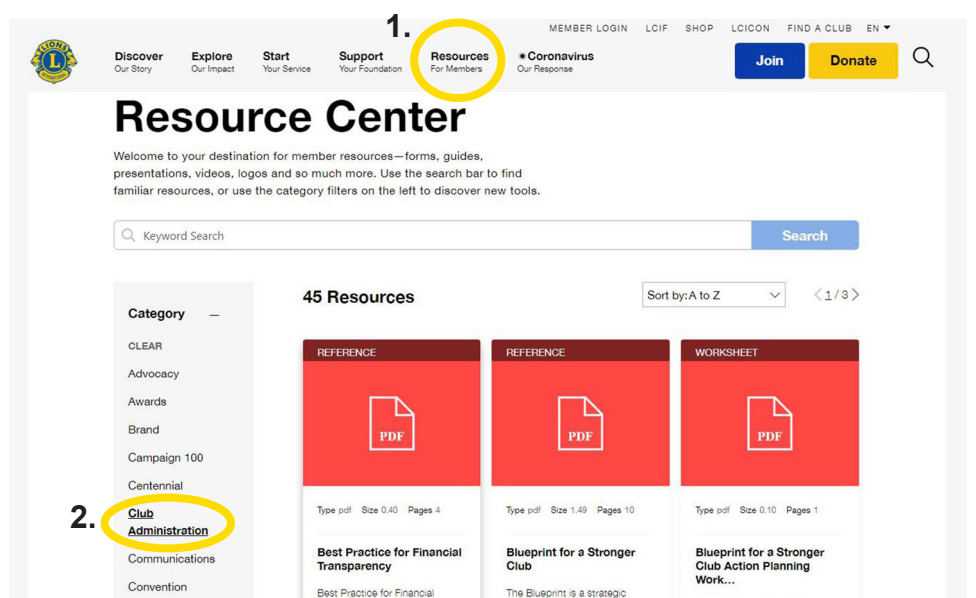 1.
MEMBER LOGIN LCIF SHOP LCICON FIND A CLUB EN
LIONS
L
INTERNATIONAL
Discover Explore Start Support Resources ✴Coronavirus
Our Story Our Impact Your Service Your Foundation For Members Our Response
Join Donate
Resource Center
Welcome to your destination for member resources—forms, guides,
presentations, videos, logos and so much more. Use the search bar to find
familiar resources, or use the category filters on the left to discover new tools.
Keyword Search Search
45 Resources Sort by:A to Z <1/3>
Category –
CLEAR
Advocacy
Awards
Brand
Campaign 100
Centennial
2. Club
Administration
Communications
Convention
REFERENCE REFERENCE WORKSHEET
PDF PDF PDF
Type pdf Size 0.40 Pages 4 Type pdf Size 1.49 Pages 10 Type pdf Size 0.10 Pages 1
Best Practice for Financial
Transparency
Best Practice for Financial
Blueprint for a Stronger
Club
The Blueprint is a strategic
Blueprint for a Stronger
Club Action Planning
Work...